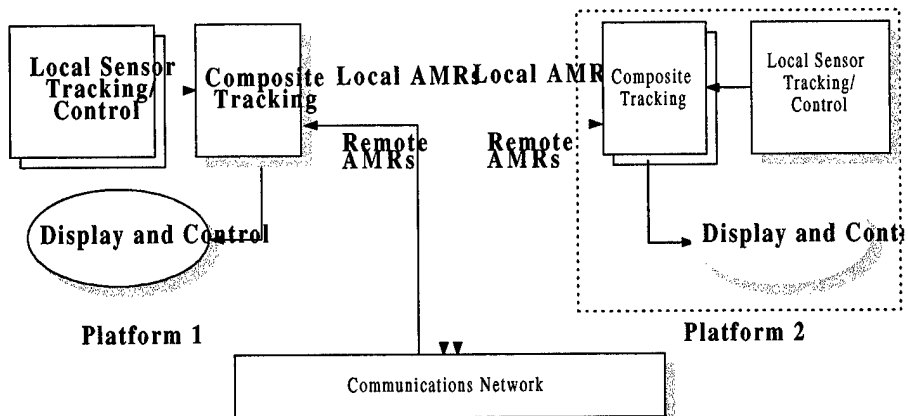 Local Sensor
Tracking/
Control
Composite
Tracking
Local AMRs
Local AMR
Composite
Tracking
Local Sensor
Tracking/
Control
Remote
AMRs
Remote
AMRs
Display and Control
Display and Cont
Platform 1
Platform 2
Communications Network